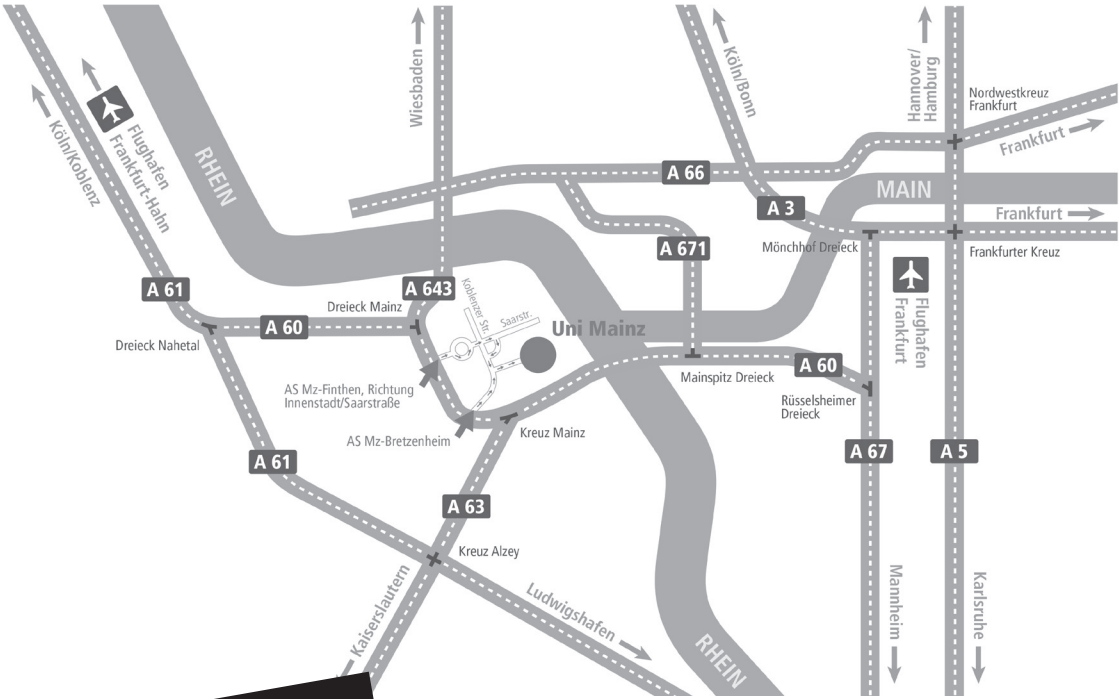 Köln/Koblenz
Flughafen
Frankfurt-Hahn
RHEIN
Wiesbaden
Köln/Bonn
Hannover/
Hamburg
Nordwestkreuz
Frankfurt
Frankfurt
A 66
MAIN
A 3
Frankfurt
A 671
Mönchhof Dreieck
Frankfurter Kreuz
A 61
A 643
Dreieck Mainz
Koblenzer Str.
Saarstr.
Flughafen
Frankfurt
A 60
Uni Mainz
Dreieck Nahetal
Mainspitz Dreieck
A 60
AS Mz-Finthen, Richtung
Innenstadt/Saarstraße
Rüsselsheimer
Dreieck
AS Mz-Bretzenheim
Kreuz Mainz
A 61
A 67
A 5
A 63
Kreuz Alzey
Kaiserslautern
Ludwigshafen
Mannheim
Karlsruhe
RHEIN